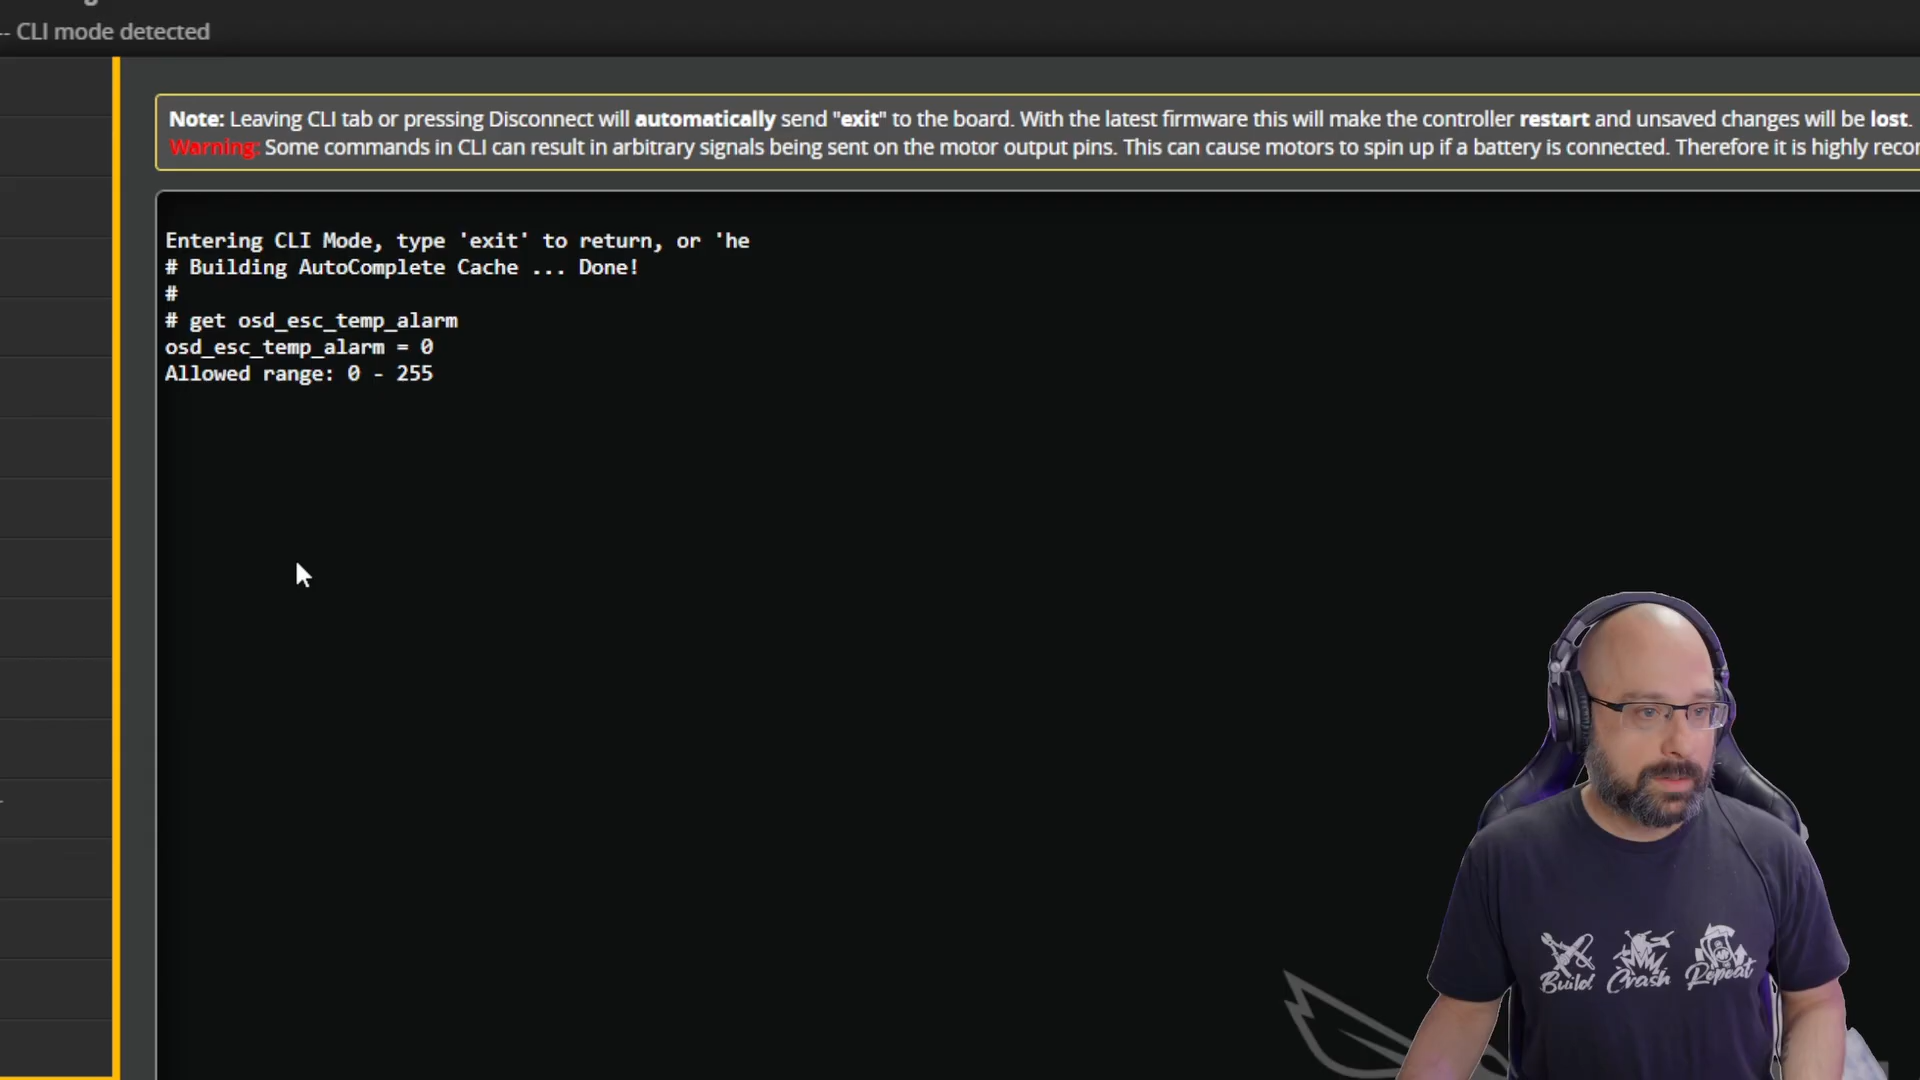 -- CLI mode detected
Note: Leaving CLI tab or pressing Disconnect will automatically send "exit" to the board. With the latest firmware this will make the controller restart and unsaved changes will be lost.
Warning: Some commands in CLI can result in arbitrary signals being sent on the motor output pins. This can cause motors to spin up if a battery is connected. Therefore it is highly
Entering CLI Mode, type 'exit' to return, or 'he
# Building AutoComplete Cache ... Done!
#
# get osd_esc_temp_alarm
osd_esc_temp_alarm = 0
Allowed range: 0 - 255
Build Crash Repeat